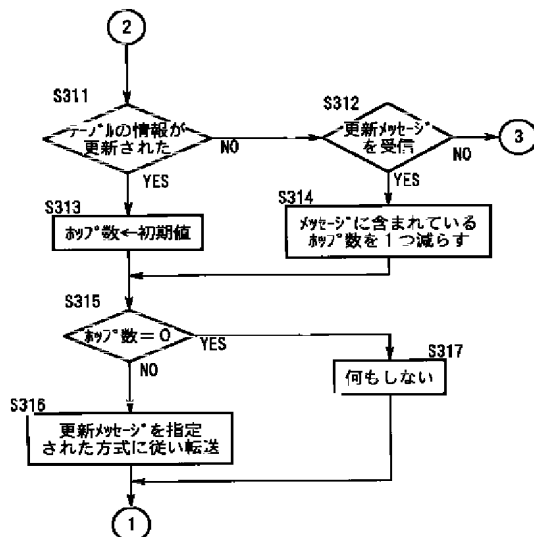 2
S311
テーブルの情報が
更新された
NO
YES
S312
更新メッセージ
を受信
NO
YES
3
S313
ホップ数←初期値
S314
メッセージに含まれている
ホップ数を1つ減らす
S315
ホップ数=0
YES
NO
S317
何もしない
S316
更新メッセージを指定
された方式に従い転送
1